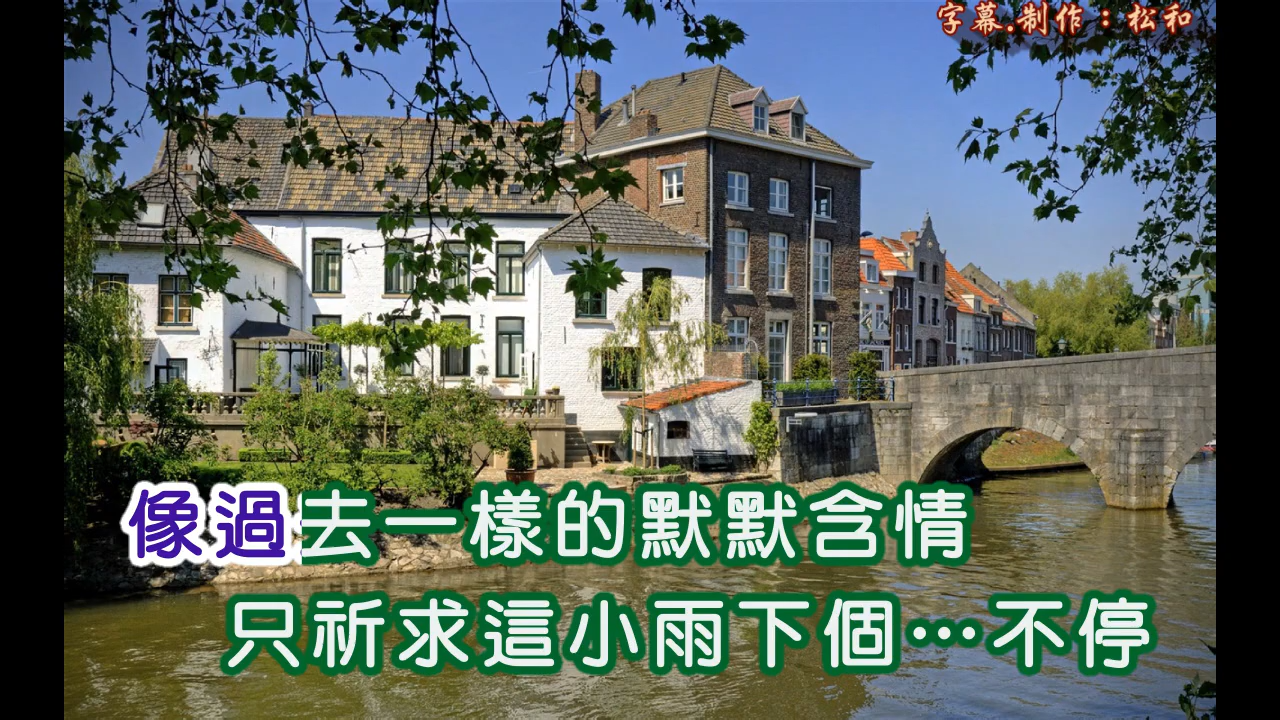 字幕.制作：松和
像過去一樣的默默含情
只祈求這小雨下個…不停